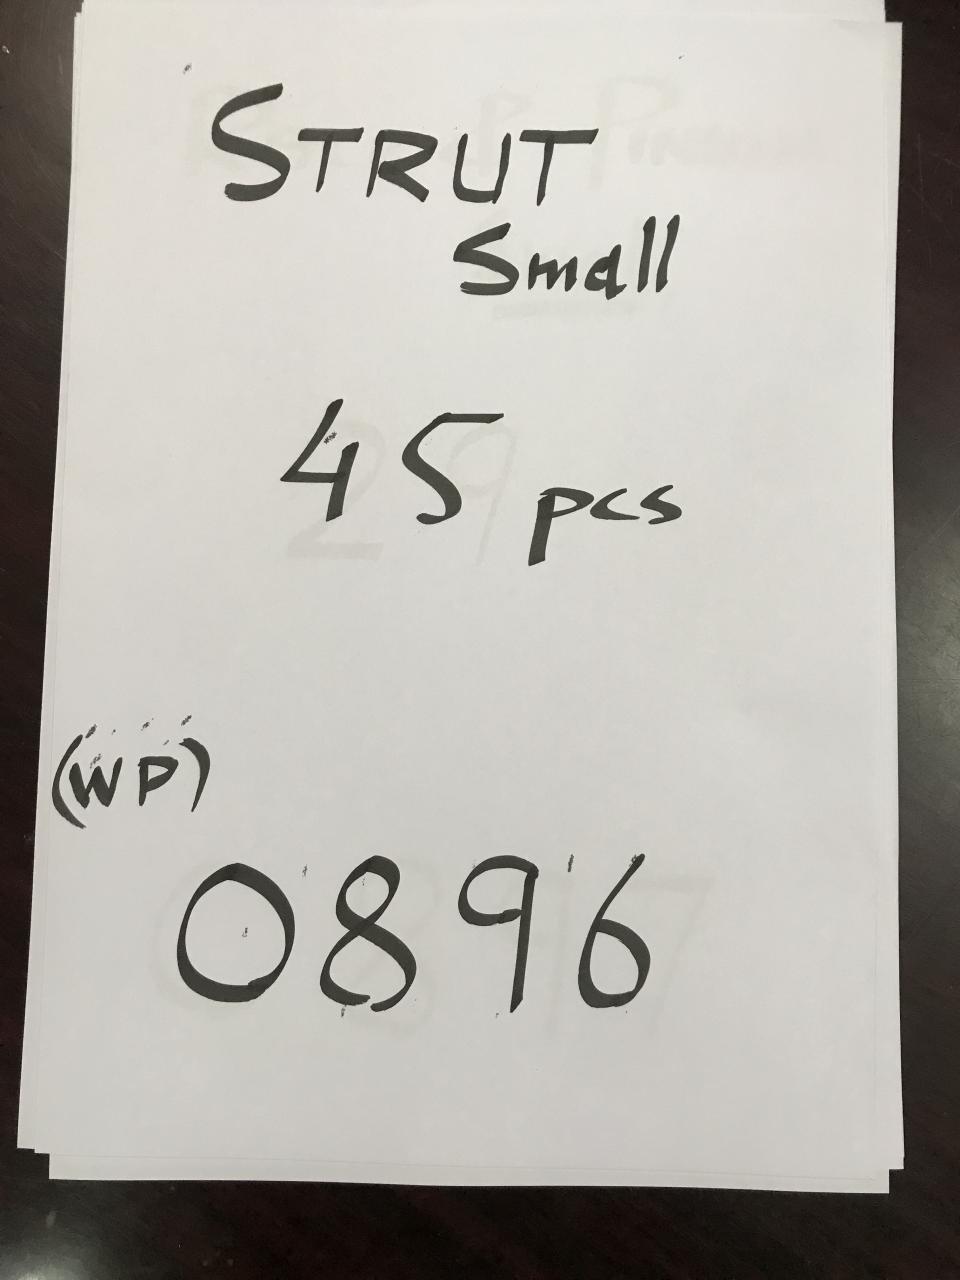 STRUT
Small
45 pcs
(WP)
0896